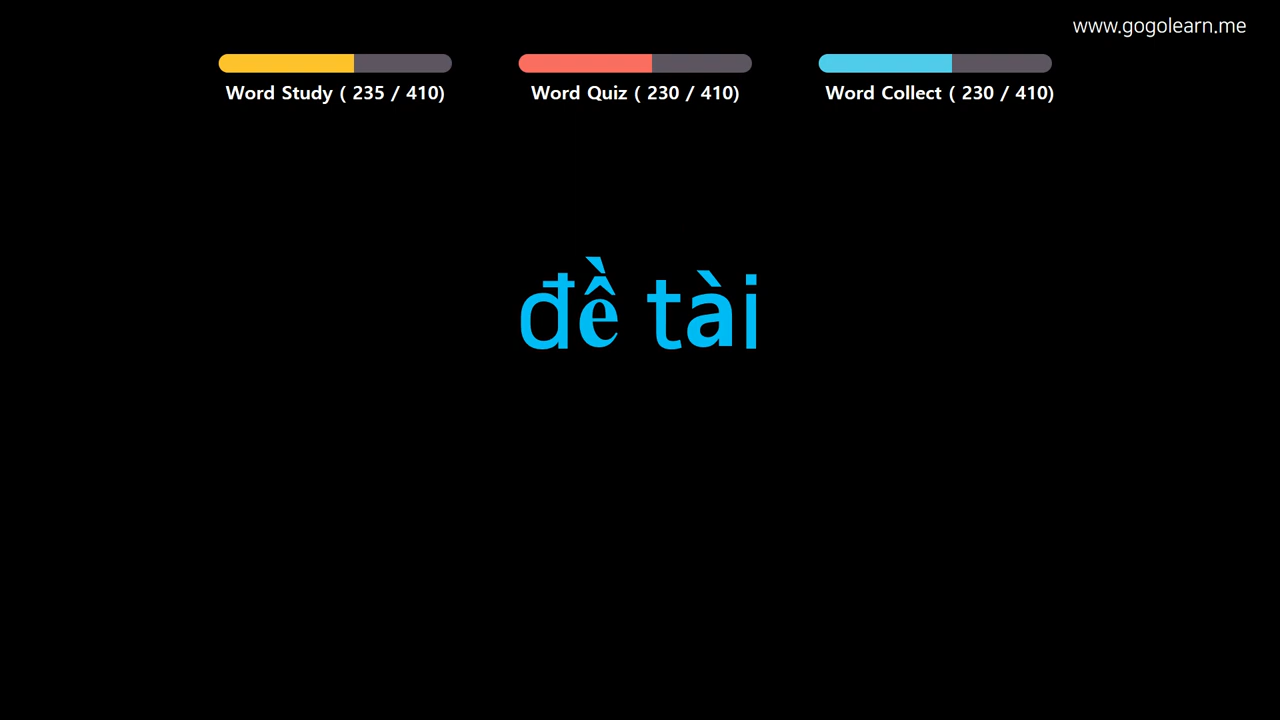 www.gogolearn.me
Word Study ( 235 / 410)
Word Quiz ( 230 / 410)
Word Collect ( 230 / 410)
đề tài